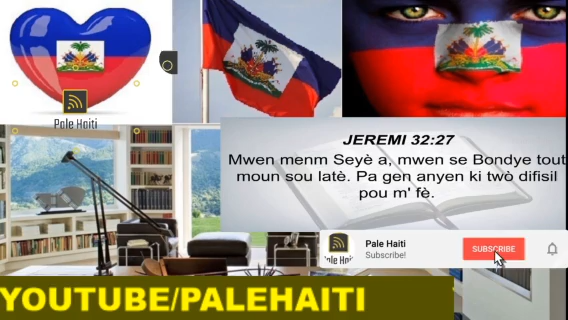 Pale Haiti
JEREMI 32:27
Mwen menm Seyè a, mwen se Bondye tout
moun sou latè. Pa gen anyen ki twò difisil
pou m' fè.
Pale Haiti
Subscribe!
SUBSCRIBE
YOUTUBE/PALEHAITI